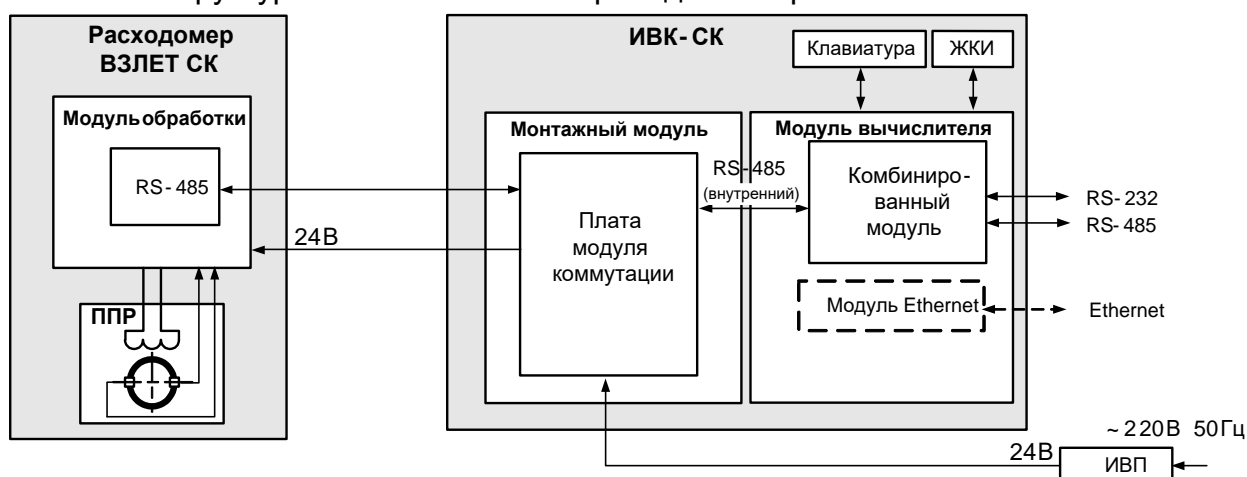 Расходомер
ВЗЛЕТ СК
Модуль обработки
RS-485
ППР
24В
ИВК-СК
Клавиатура
ЖКИ
Монтажный модуль
Плата
модуля
коммутации
RS-485
(внутренний)
Модуль вычислителя
Комбиниро-
ванный
модуль
RS-232
RS-485
Модуль Ethernet
Ethernet
~220В 50Гц
24В
ИВП